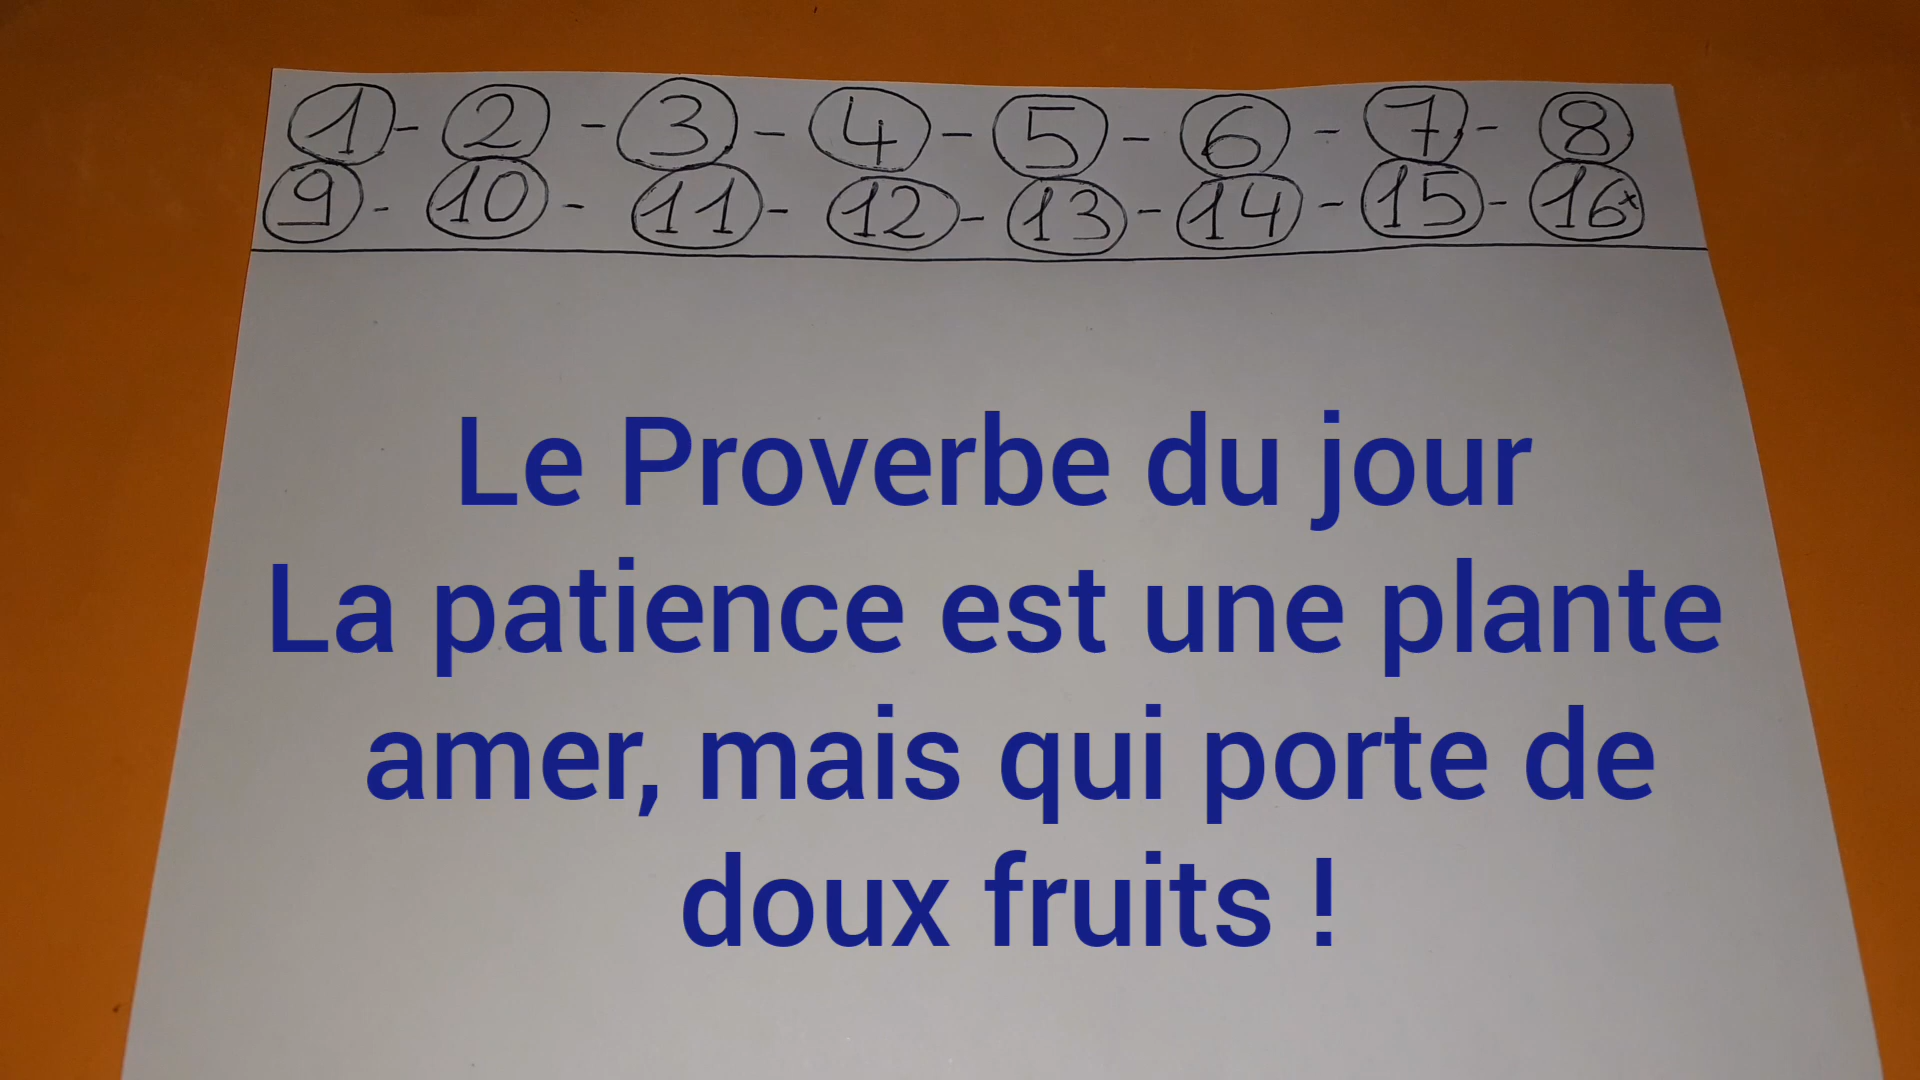 1 - 2 - 3 - 4 - 5 - 6 - 7 - 8
9 - 10 - 11 - 12 - 13 - 14 - 15 - 16x
Le Proverbe du jour
La patience est une plante
amer, mais qui porte de
doux fruits !